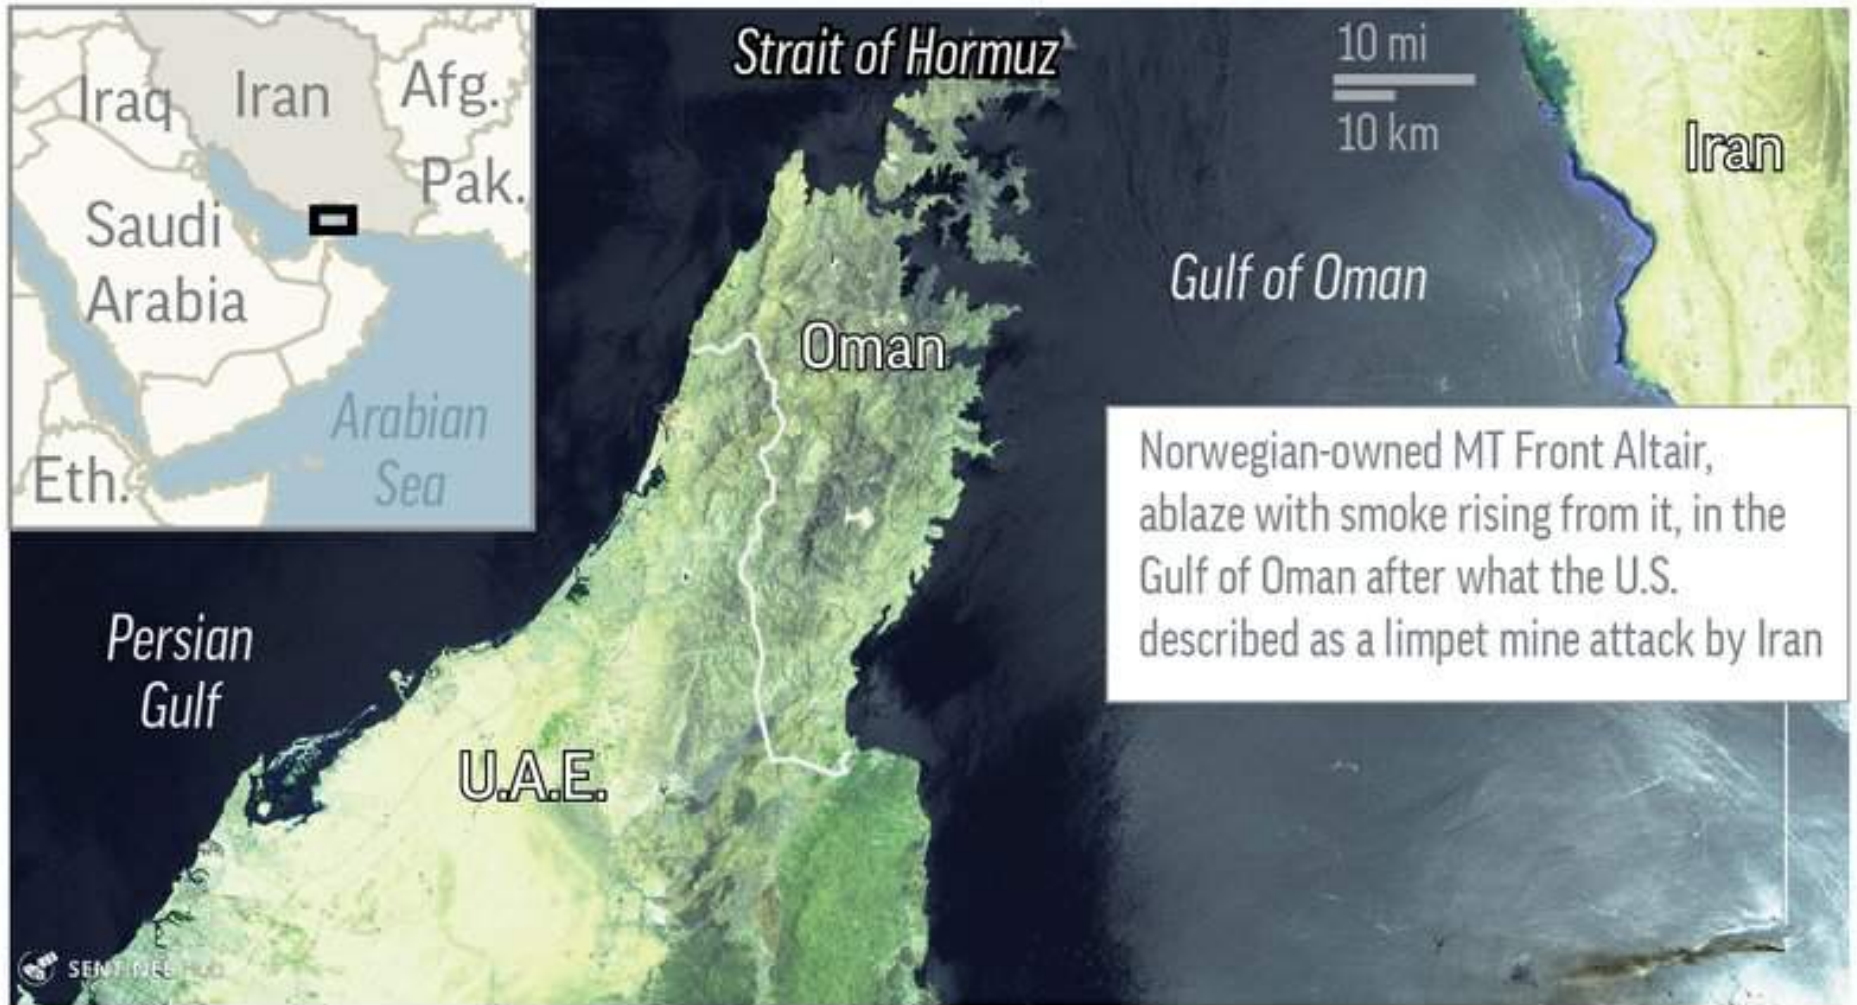 Iraq
Iran
Afg.
Pak.
Saudi
Arabia
Arabian
Sea
Eth.
Strait of Hormuz
10 mi
10 km
Iran
Gulf of Oman
Oman
Norwegian-owned MT Front Altair,
ablaze with smoke rising from it, in the
Gulf of Oman after what the U.S.
described as a limpet mine attack by Iran
Persian
Gulf
U.A.E.
SENTINEL